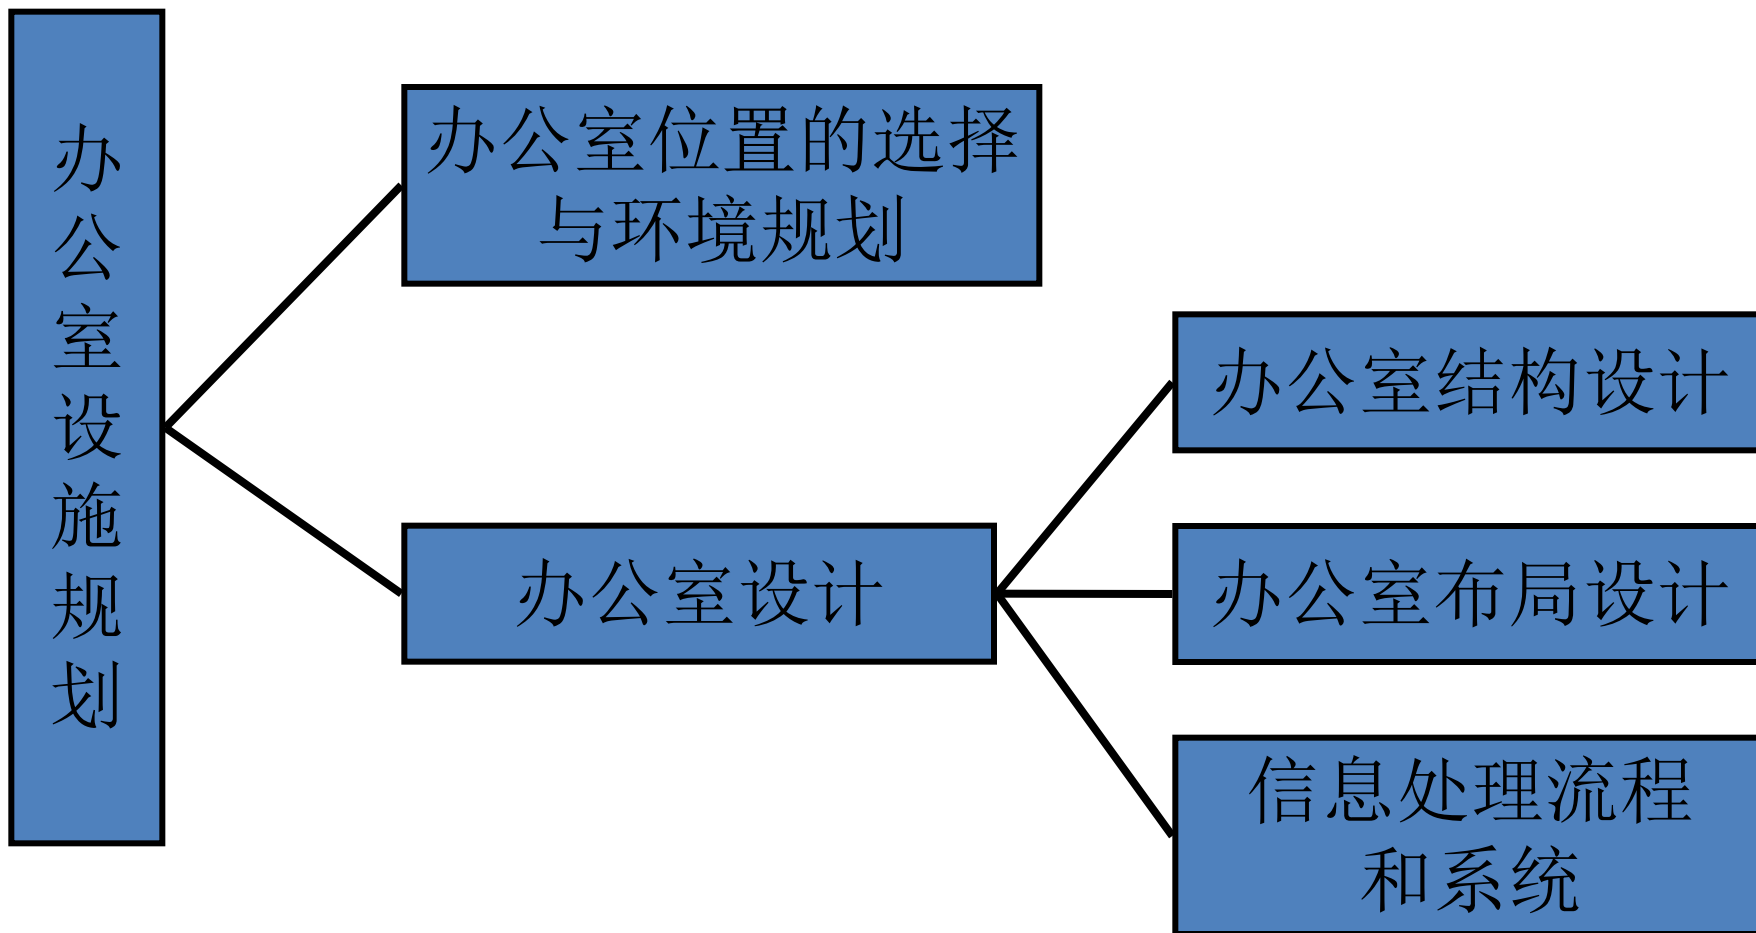 办公室设施规划
办公室位置的选择
与环境规划
办公室设计
办公室结构设计
办公室布局设计
信息处理流程
和系统